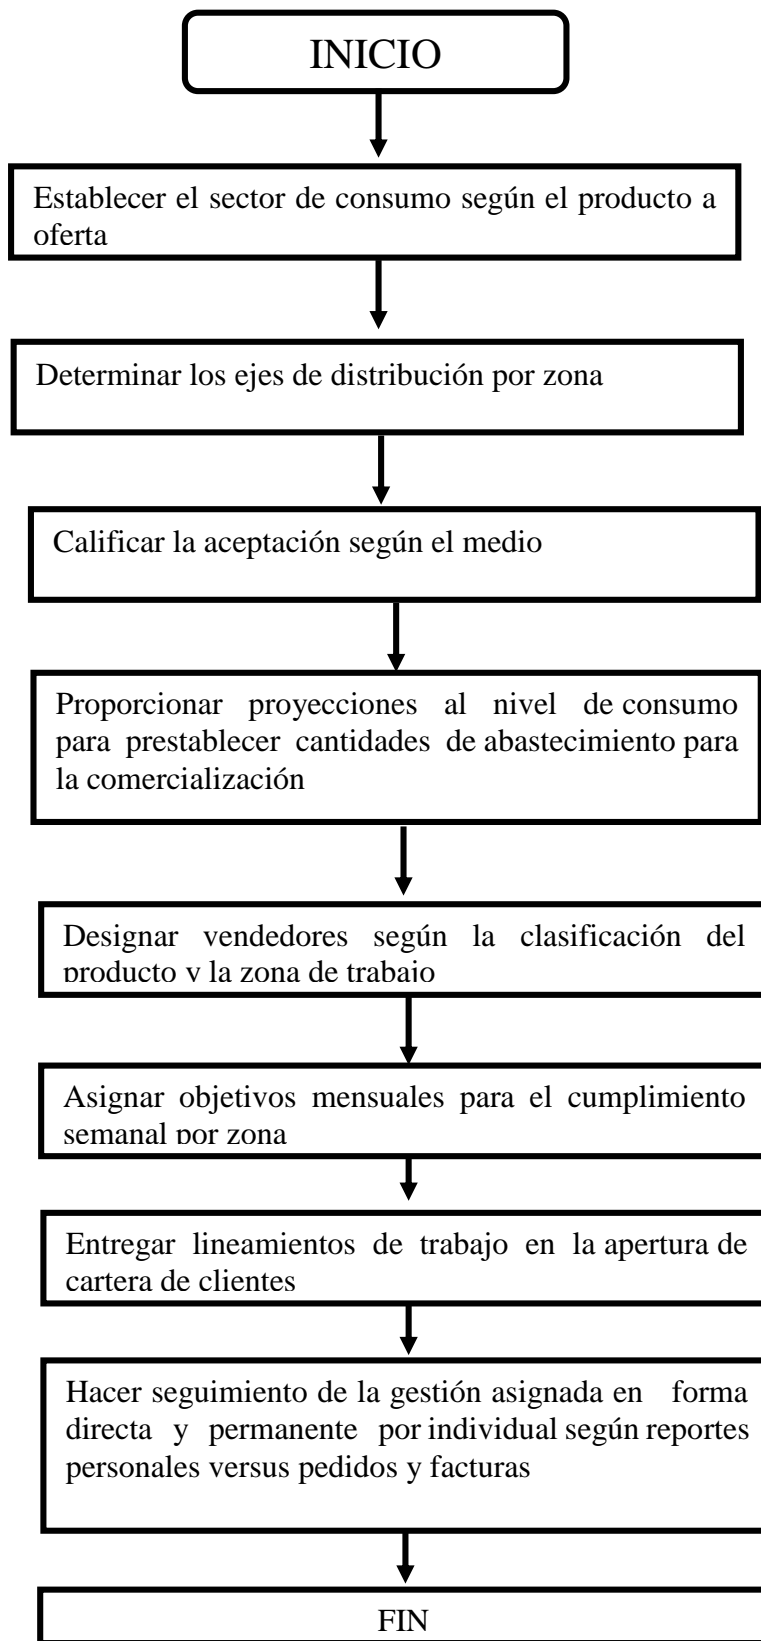 INICIO
Establecer el sector de consumo según el producto a
oferta
Determinar los ejes de distribución por zona
Calificar la aceptación según el medio
Proporcionar proyecciones al nivel de consumo
para prestablecer cantidades de abastecimiento para
la comercialización
Designar vendedores según la clasificación del
producto y la zona de trabajo
Asignar objetivos mensuales para el cumplimiento
semanal por zona
Entregar lineamientos de trabajo en la apertura de
cartera de clientes
Hacer seguimiento de la gestión asignada en forma
directa y permanente por individual según reportes
personales versus pedidos y facturas
FIN